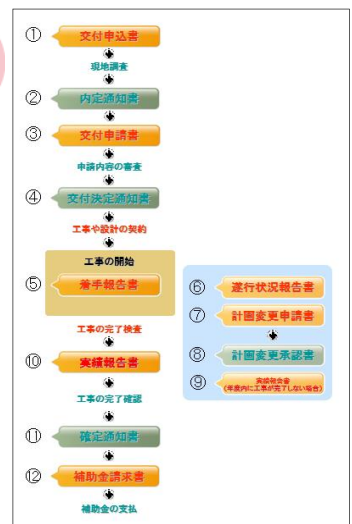 ① 交付申込書
現地調査
② 内定通知書
③ 交付申請書
申請内容の審査
④ 交付決定通知書
工事や設計の契約
工事の開始
⑤ 着手報告書
⑥ 遂行状況報告書
⑦ 計画変更申請書
⑧ 計画変更承認書
⑨ 実績報告書
(年度内に工事が完了しない場合)
工事の完了検査
⑩ 実績報告書
工事の完了確認
⑪ 確定通知書
⑫ 補助金請求書
補助金の支払